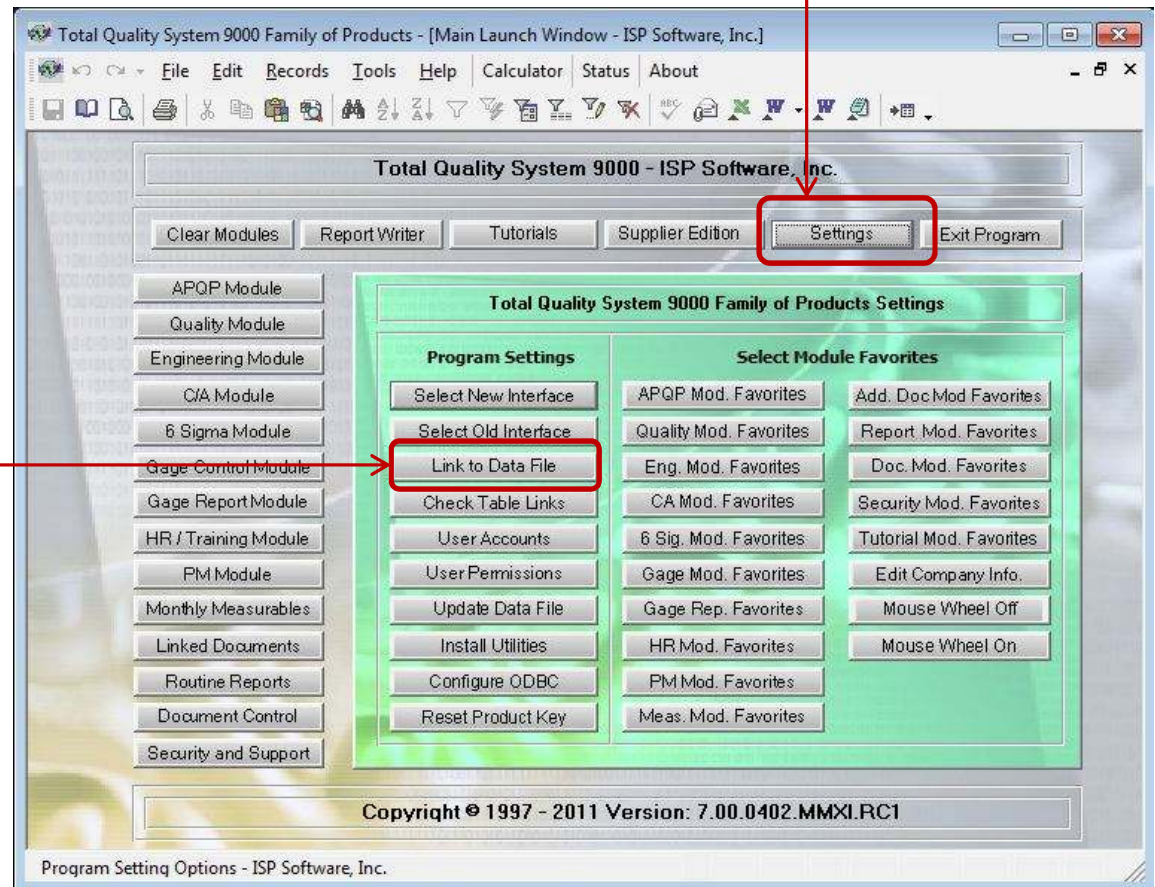 Total Quality System 9000 Family of Products - [Main Launch Window - ISP Software, Inc.]
File Edit Records Tools Help Calculator Status About
Total Quality System 9000 - ISP Software, Inc.
Clear Modules Report Writer Tutorials Supplier Edition Settings Exit Program
APQP Module
Quality Module
Engineering Module
C/A Module
6 Sigma Module
Gage Control Module
Gage Report Module
HR / Training Module
PM Module
Monthly Measurables
Linked Documents
Routine Reports
Document Control
Security and Support
Total Quality System 9000 Family of Products Settings
Program Settings
Select New Interface
Select Old Interface
Link to Data File
Check Table Links
User Accounts
User Permissions
Update Data File
Install Utilities
Configure ODBC
Reset Product Key
Select Module Favorites
APQP Mod. Favorites
Quality Mod. Favorites
Eng. Mod. Favorites
CA Mod. Favorites
6 Sig. Mod. Favorites
Gage Mod. Favorites
Gage Rep. Favorites
HR Mod. Favorites
PM Mod. Favorites
Meas. Mod. Favorites
Add. Doc Mod Favorites
Report Mod. Favorites
Doc. Mod. Favorites
Security Mod. Favorites
Tutorial Mod. Favorites
Edit Company Info.
Mouse Wheel Off
Mouse Wheel On
Copyright © 1997 - 2011 Version: 7.00.0402.MMXI.RC1
Program Setting Options - ISP Software, Inc.